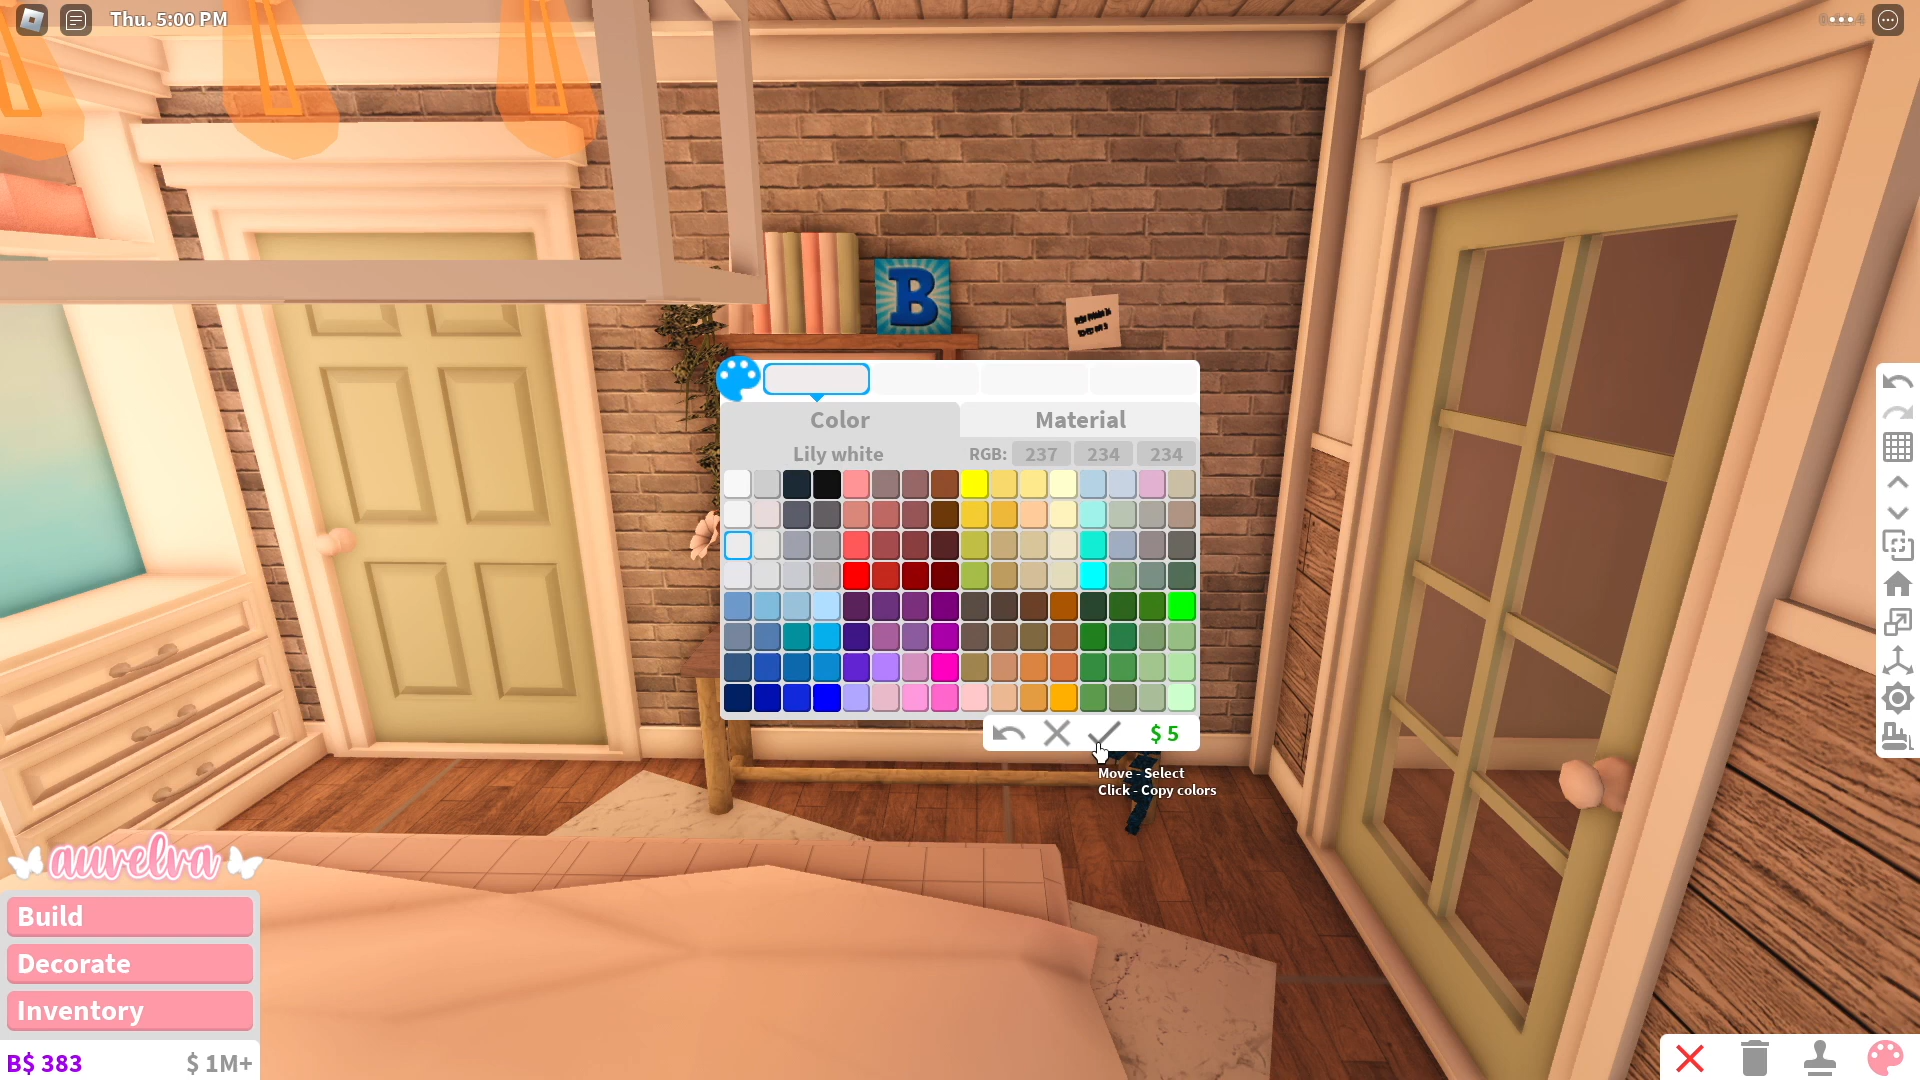 Thu. 5:00 PM
B
Color
Material
Lily white
RGB: 237 234 234
$ 5
Move - Select
Click - Copy colors
aurelva
Build
Decorate
Inventory
B$ 383
$ 1M+